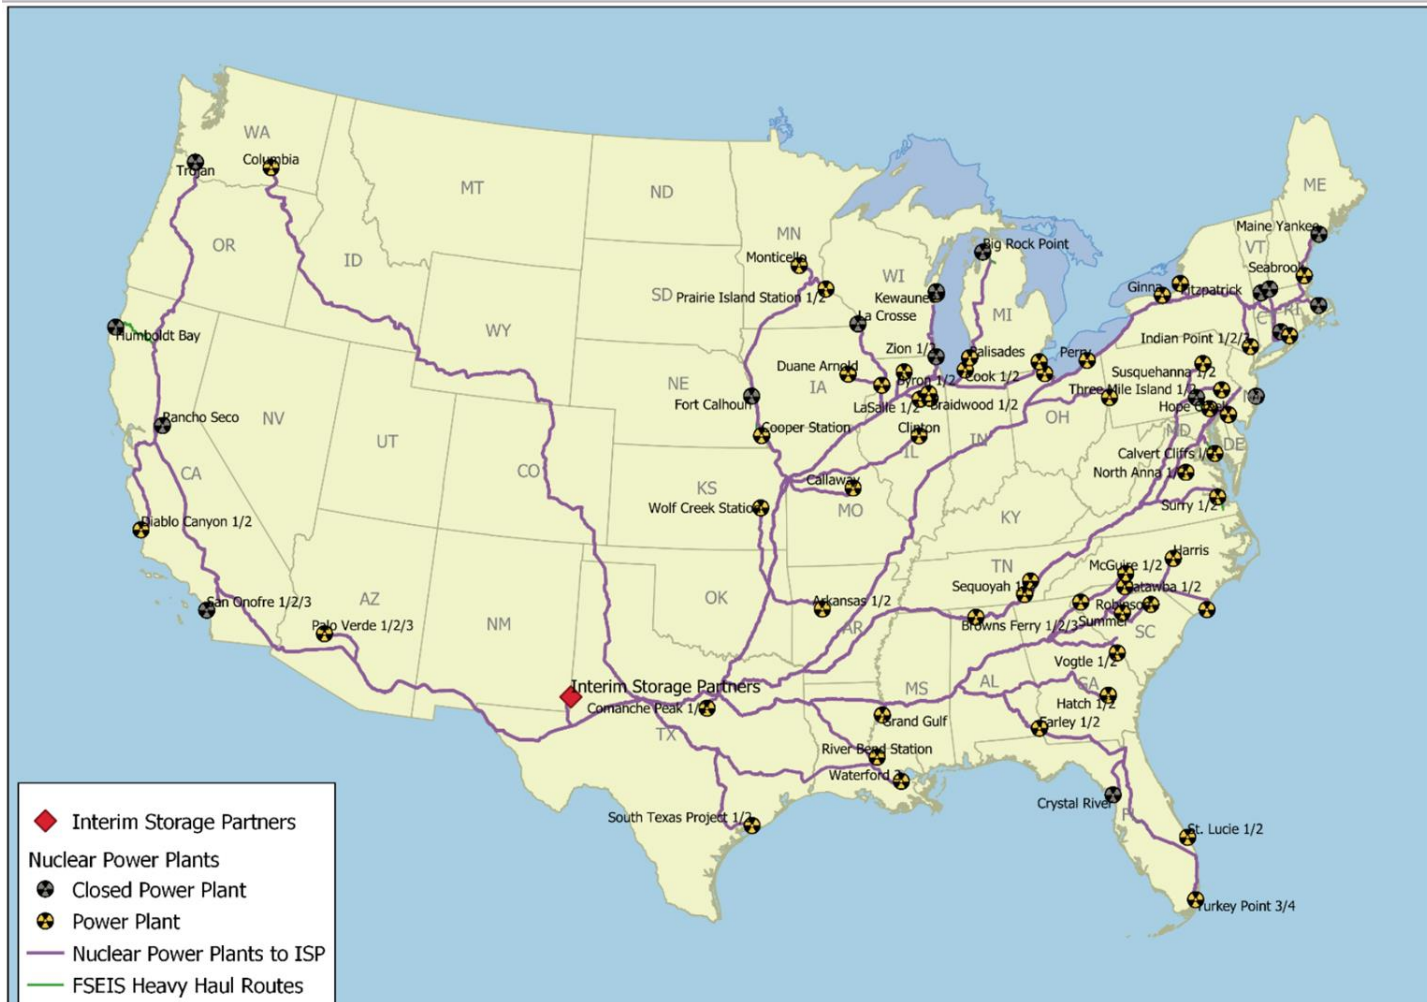 WA
Columbia
Trojan
MT
ND
ME
OR
ID
MN
Maine Yankee
VT
Big Rock Point
Monticello
WI
Seabrook
SD
Prairie Island Station 1/2
Kewaunee
Ginna
Fitzpatrick
La Crosse
MI
RI
Humboldt Bay
WY
Zion 1/2
Palisades
Perry
Indian Point 1/2/3
Duane Arnold
IA
Byron 1/2
Cook 1/2
Susquehanna 1/2
NE
Fort Calhoun
LaSalle 1/2
Braidwood 1/2
Three Mile Island 1/2
Rancho Seco
NV
OH
Hope Creek
Cooper Station
Clinton
IN
MD
UT
IL
DE
CA
CO
Calvert Cliffs
KS
Callaway
North Anna 1/2
Wolf Creek Station
MO
Surry 1/2
Diablo Canyon 1/2
KY
Harris
TN
McGuire 1/2
Sequoyah 1/2
Catawba 1/2
San Onofre 1/2/3
AZ
OK
Arkansas 1/2
Robinson
Palo Verde 1/2/3
NM
AR
Browns Ferry 1/2/3
Summer
SC
Vogtle 1/2
Interim Storage Partners
MS
AL
GA
Comanche Peak 1/2
Hatch 1/2
Grand Gulf
Farley 1/2
TX
River Bend Station
Waterford 3
Crystal River
FL
South Texas Project 1/2
St. Lucie 1/2
Turkey Point 3/4
Interim Storage Partners
Nuclear Power Plants
Closed Power Plant
Power Plant
Nuclear Power Plants to ISP
FSEIS Heavy Haul Routes